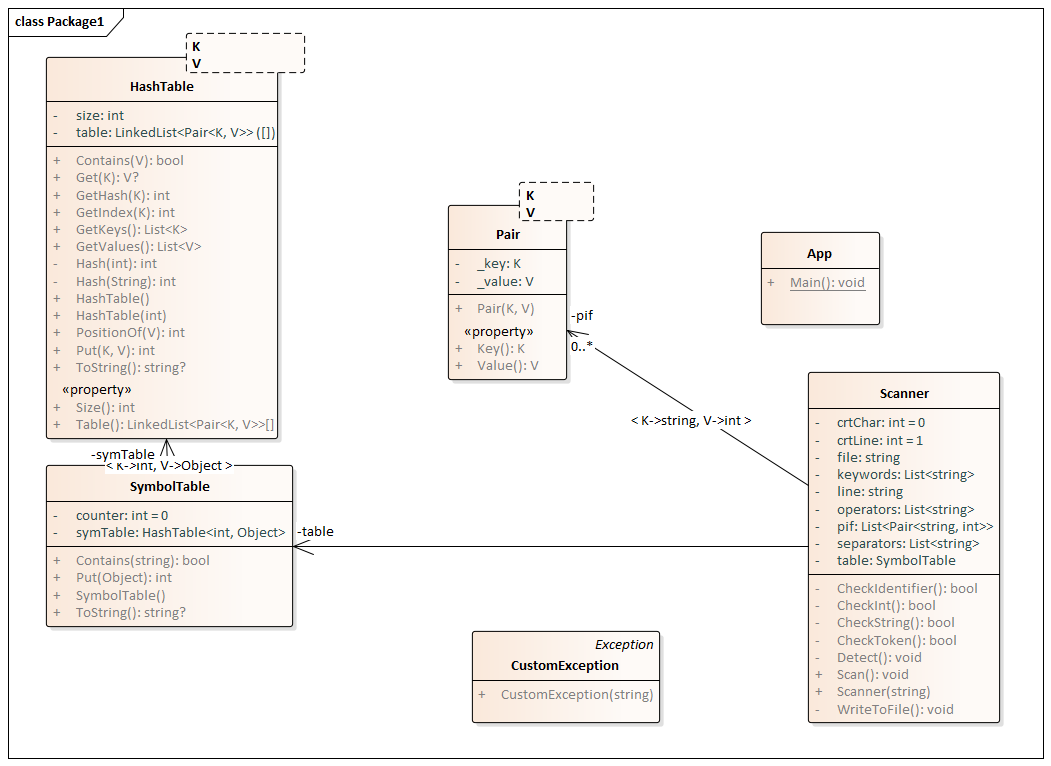 class Package1
K
V
HashTable
- size: int
- table: LinkedList<Pair<K, V>> ([])
+ Contains(V): bool
+ Get(K): V?
+ GetHash(K): int
+ GetIndex(K): int
+ GetKeys(): List<K>
+ GetValues(): List<V>
- Hash(int): int
- Hash(String): int
+ HashTable()
+ HashTable(int)
+ PositionOf(V): int
+ Put(K, V): int
+ ToString(): string?
«property»
+ Size(): int
+ Table(): LinkedList<Pair<K, V>>[]
-symTable
< K->int, V->Object >
SymbolTable
- counter: int = 0
- symTable: HashTable<int, Object>
+ Contains(string): bool
+ Put(Object): int
+ SymbolTable()
+ ToString(): string?
-table
K
V
Pair
- _key: K
- _value: V
+ Pair(K, V)
«property»
+ Key(): K
+ Value(): V
-pif
0..*
< K->string, V->int >
App
+ Main(): void
Scanner
- crtChar: int = 0
- crtLine: int = 1
- file: string
- keywords: List<string>
- line: string
- operators: List<string>
- pif: List<Pair<string, int>>
- separators: List<string>
- table: SymbolTable
- CheckIdentifier(): bool
- CheckInt(): bool
- CheckString(): bool
- CheckToken(): bool
- Detect(): void
+ Scan(): void
+ Scanner(string)
- WriteToFile(): void
Exception
CustomException
+ CustomException(string)